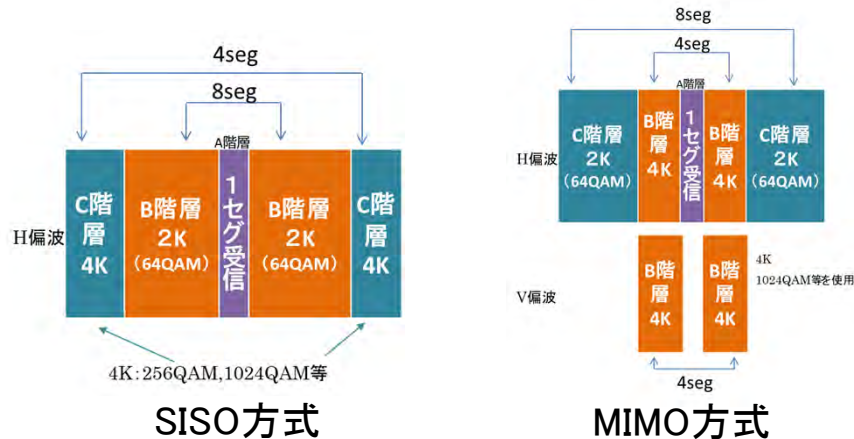 4seg
8seg
A階層
H偏波
C階
層
4K
B階層
2K
(64QAM)
1セグ受信
B階層
2K
(64QAM)
C階
層
4K
4K:256QAM,1024QAM等
SISO方式
8seg
4seg
A階層
H偏波
C階層
2K
(64QAM)
B階
層
4K
1セグ受信
B階
層
4K
C階層
2K
(64QAM)
V偏波
B階
層
4K
B階
層
4K
4K
1024QAM等を使用
4seg
MIMO方式